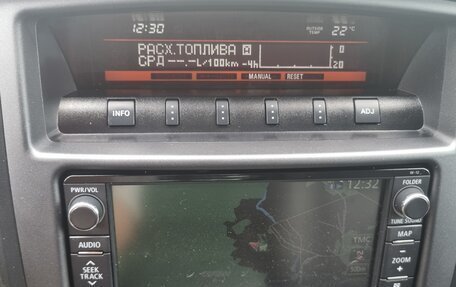 12:30
OUTSIDE TEMP 22°C
РАСХ.ТОПЛИВА A 0
СРД --.-L/100km -4h 20
MANUAL RESET
INFO ADJ
12:32
PWR/VOL FOLDER
TUNE SOUND
AUDIO MAP
TMC
SEEK TRACK
ZOOM
+